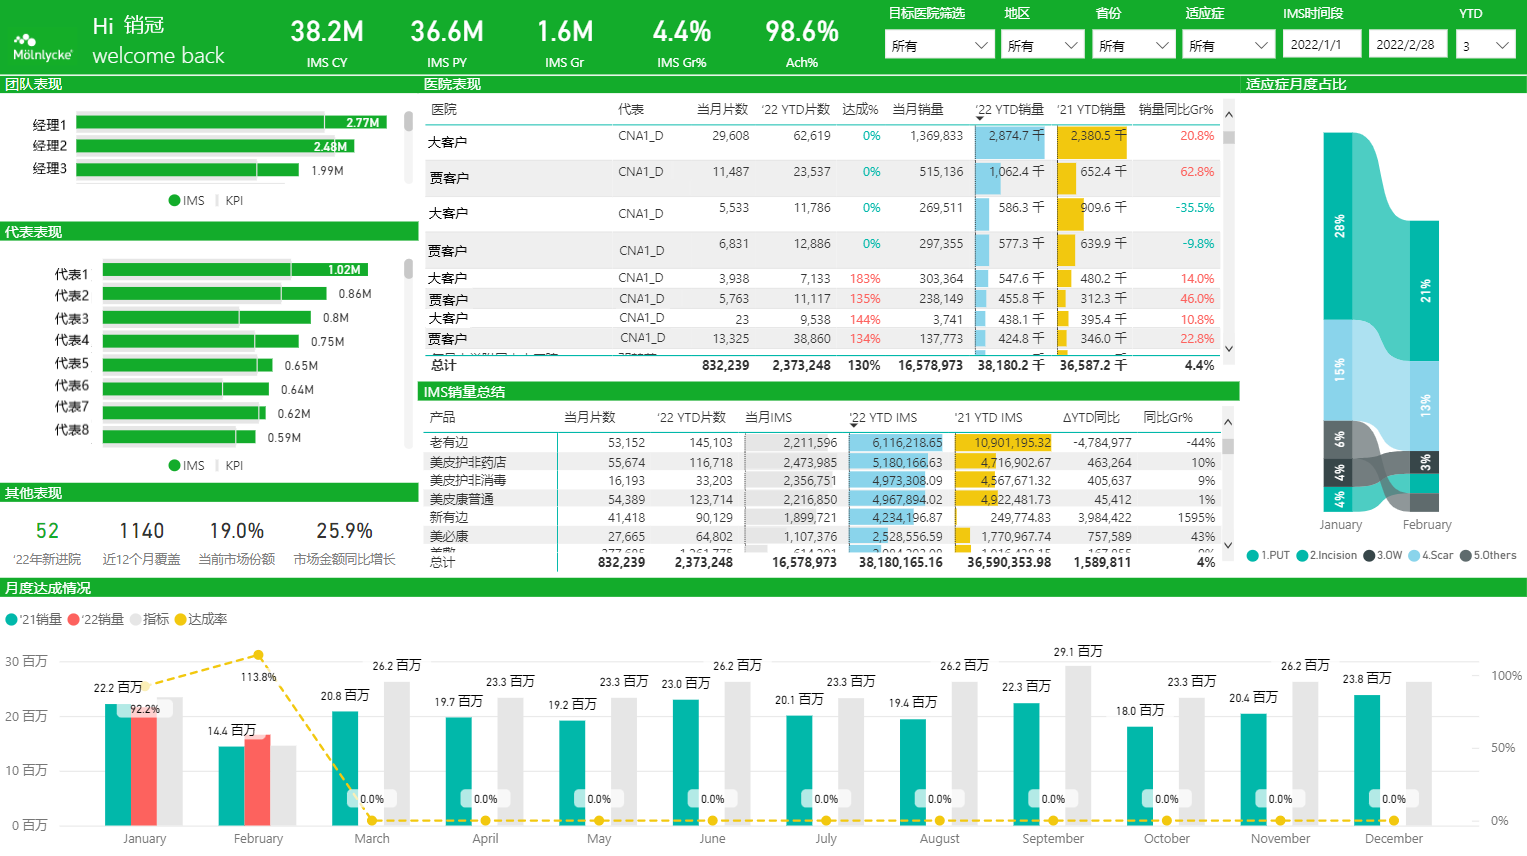 Mölnlycke®
Hi 销冠
welcome back
38.2M
IMS CY
36.6M
IMS PY
1.6M
IMS Gr
4.4%
IMS Gr%
98.6%
Ach%
目标医院筛选
所有
地区
所有
省份
所有
适应症
所有
IMS时间段
2022/1/1
2022/2/28
YTD
3
团队表现
经理1 2.77M
经理2 2.48M
经理3 1.99M
IMS KPI
代表表现
代表1 1.02M
代表2 0.86M
代表3 0.8M
代表4 0.75M
代表5 0.65M
代表6 0.64M
代表7 0.62M
代表8 0.59M
IMS KPI
其他表现
52 1140 19.0% 25.9%
'22年新进院 近12个月覆盖 当前市场份额 市场金额同比增长
医院表现
医院 代表 当月片数 '22 YTD片数 达成% 当月销量 '22 YTD销量 '21 YTD销量 销量同比Gr%
大客户 CNA1_D 29,608 62,619 0% 1,369,833 2,874.7 千 2,380.5 千 20.8%
贾客户 CNA1_D 11,487 23,537 0% 515,136 1,062.4 千 652.4 千 62.8%
大客户 CNA1_D 5,533 11,786 0% 269,511 586.3 千 909.6 千 -35.5%
贾客户 CNA1_D 6,831 12,886 0% 297,355 577.3 千 639.9 千 -9.8%
大客户 CNA1_D 3,938 7,133 183% 303,364 547.6 千 480.2 千 14.0%
贾客户 CNA1_D 5,763 11,117 135% 238,149 455.8 千 312.3 千 46.0%
大客户 CNA1_D 23 9,538 144% 3,741 438.1 千 395.4 千 10.8%
贾客户 CNA1_D 13,325 38,860 134% 137,773 424.8 千 346.0 千 22.8%
总计 832,239 2,373,248 130% 16,578,973 38,180.2 千 36,587.2 千 4.4%
IMS销量总结
产品 当月片数 '22 YTD片数 当月IMS '22 YTD IMS '21 YTD IMS ΔYTD同比 同比Gr%
老有边 53,152 145,103 2,211,596 6,116,218.65 10,901,195.32 -4,784,977 -44%
美皮护非药店 55,674 116,718 2,473,985 5,180,166.63 4,716,902.67 463,264 10%
美皮护非消毒 16,193 33,203 2,356,751 4,973,308.09 4,567,671.32 405,637 9%
美皮康普通 54,389 123,714 2,216,850 4,967,894.02 4,922,481.73 45,412 1%
新有边 41,418 90,129 1,899,721 4,234,196.87 249,774.83 3,984,422 1595%
美必康 27,665 64,802 1,107,376 2,528,556.59 1,770,967.74 757,589 43%
总计 832,239 2,373,248 16,578,973 38,180,165.16 36,590,353.98 1,589,811 4%
适应症月度占比
28%
15%
6%
4%
4%
21%
13%
3%
January February
1.PUT 2.Incision 3.OW 4.Scar 5.Others
月度达成情况
'21销量 '22销量 指标 达成率
30 百万
20 百万
10 百万
0 百万
100%
50%
0%
22.2 百万 92.2%
14.4 百万 113.8%
20.8 百万 26.2 百万 0.0%
19.7 百万 23.3 百万 0.0%
19.2 百万 23.3 百万 0.0%
23.0 百万 26.2 百万 0.0%
20.1 百万 23.3 百万 0.0%
19.4 百万 26.2 百万 0.0%
22.3 百万 29.1 百万 0.0%
18.0 百万 23.3 百万 0.0%
20.4 百万 26.2 百万 0.0%
23.8 百万 0.0%
January February March April May June July August September October November December